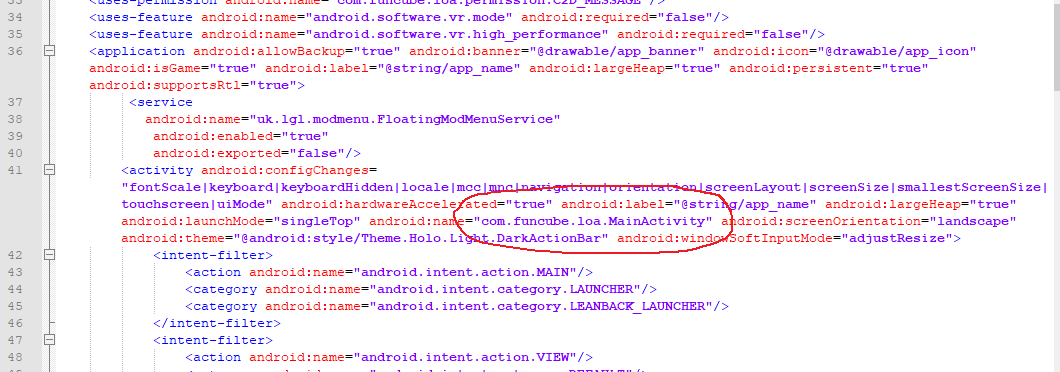 33 <uses-permission android:name="com.funcube.loa.permission.C2D_MESSAGE"/>
34 <uses-feature android:name="android.software.vr.mode" android:required="false"/>
35 <uses-feature android:name="android.software.vr.high_performance" android:required="false"/>
36 <application android:allowBackup="true" android:banner="@drawable/app_banner" android:icon="@drawable/app_icon"
android:isGame="true" android:label="@string/app_name" android:largeHeap="true" android:persistent="true"
android:supportsRtl="true">
37 <service
38 android:name="uk.lgl.modmenu.FloatingModMenuService"
39 android:enabled="true"
40 android:exported="false"/>
41 <activity android:configChanges=
"fontScale|keyboard|keyboardHidden|locale|mcc|mnc|navigation|orientation|screenLayout|screenSize|smallestScreenSize|
touchscreen|uiMode" android:hardwareAccelerated="true" android:label="@string/app_name" android:largeHeap="true"
android:launchMode="singleTop" android:name="com.funcube.loa.MainActivity" android:screenOrientation="landscape"
android:theme="@android:style/Theme.Holo.Light.DarkActionBar" android:windowSoftInputMode="adjustResize">
42 <intent-filter>
43 <action android:name="android.intent.action.MAIN"/>
44 <category android:name="android.intent.category.LAUNCHER"/>
45 <category android:name="android.intent.category.LEANBACK_LAUNCHER"/>
46 </intent-filter>
47 <intent-filter>
48 <action android:name="android.intent.action.VIEW"/>